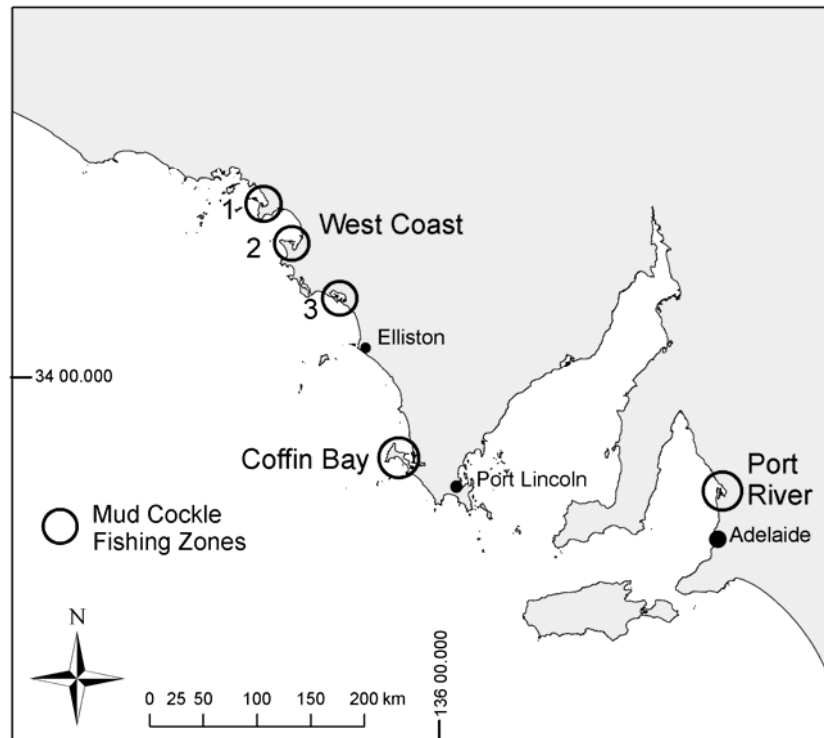 1
West Coast
2
3
Elliston
34 00.000
Coffin Bay
Port Lincoln
Port
River
Mud Cockle
Fishing Zones
Adelaide
N
136 00.000
0 25 50 100 150 200 km